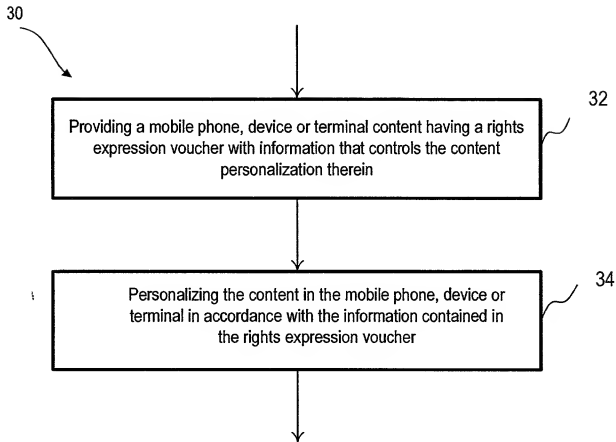 30
32
Providing a mobile phone, device or terminal content having a rights
expression voucher with information that controls the content
personalization therein
34
Personalizing the content in the mobile phone, device or
terminal in accordance with the information contained in
the rights expression voucher